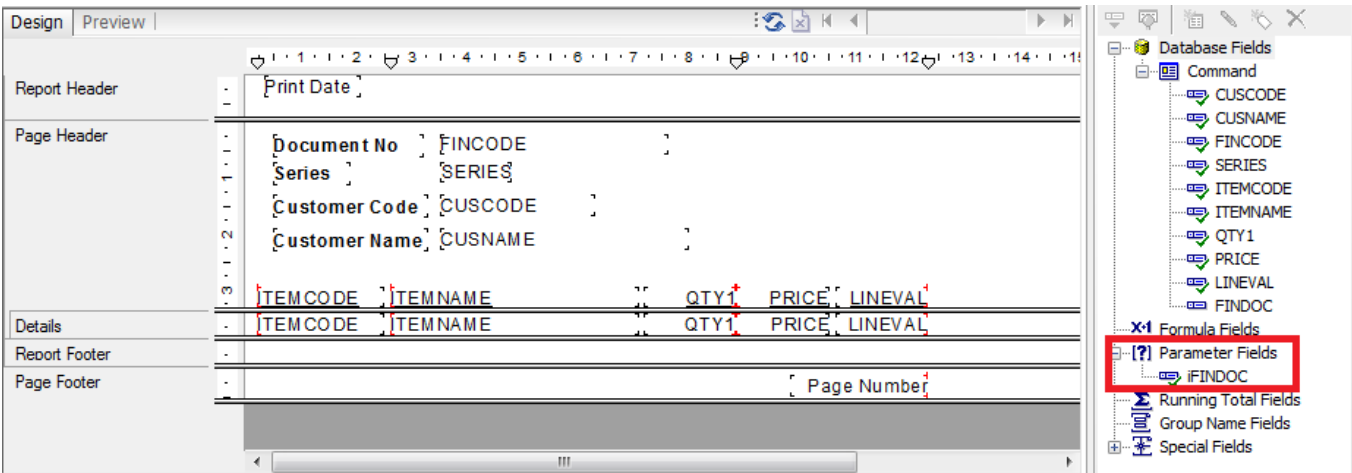 Design Preview
1 2 3 4 5 6 7 8 9 10 11 12 13 14 15
Report Header
Print Date
Page Header
Document No FINCODE
Series SERIES
Customer Code CUSCODE
Customer Name CUSNAME
1
2
3
ITEMCODE ITEMNAME QTY1 PRICE LINEVAL
Details
ITEMCODE ITEMNAME QTY1 PRICE LINEVAL
Report Footer
Page Footer
Page Number
Database Fields
Command
CUSCODE
CUSNAME
FINCODE
SERIES
ITEMCODE
ITEMNAME
QTY1
PRICE
LINEVAL
FINDOC
Formula Fields
[?] Parameter Fields
iFINDOC
Running Total Fields
Group Name Fields
Special Fields